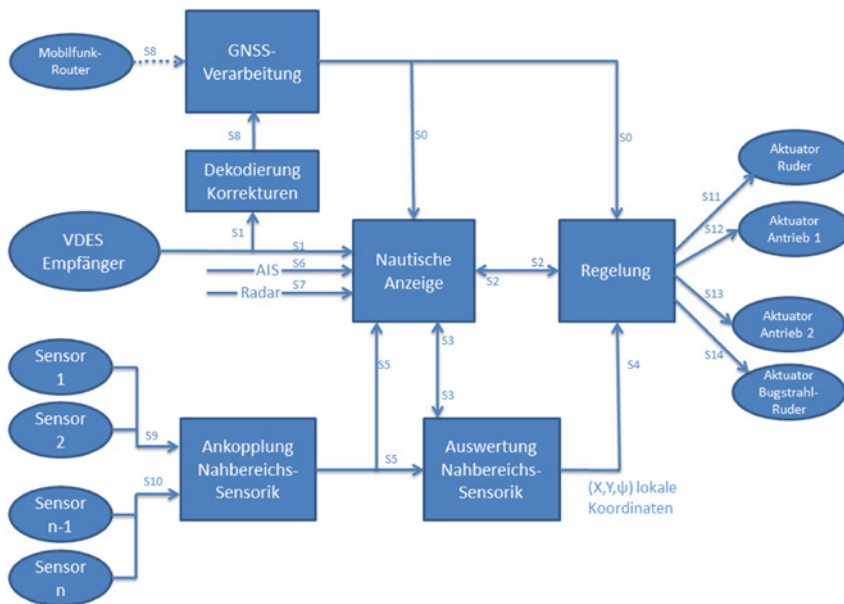 Mobilfunk-
Router
S8
GNSS-
Verarbeitung
S8
S0
S0
Dekodierung
Korrekturen
S1
VDES
Empfänger
S1
AIS
S6
Radar
S7
Nautische
Anzeige
S2
S2
Regelung
S11
Aktuator
Ruder
S12
Aktuator
Antrieb 1
S13
Aktuator
Antrieb 2
S14
Aktuator
Bugstrahl-
Ruder
Sensor
1
Sensor
2
S9
Sensor
n-1
Sensor
n
S10
Ankopplung
Nahbereichs-
Sensorik
S5
S5
S3
S3
Auswertung
Nahbereichs-
Sensorik
S4
(X,Y,ψ) lokale
Koordinaten